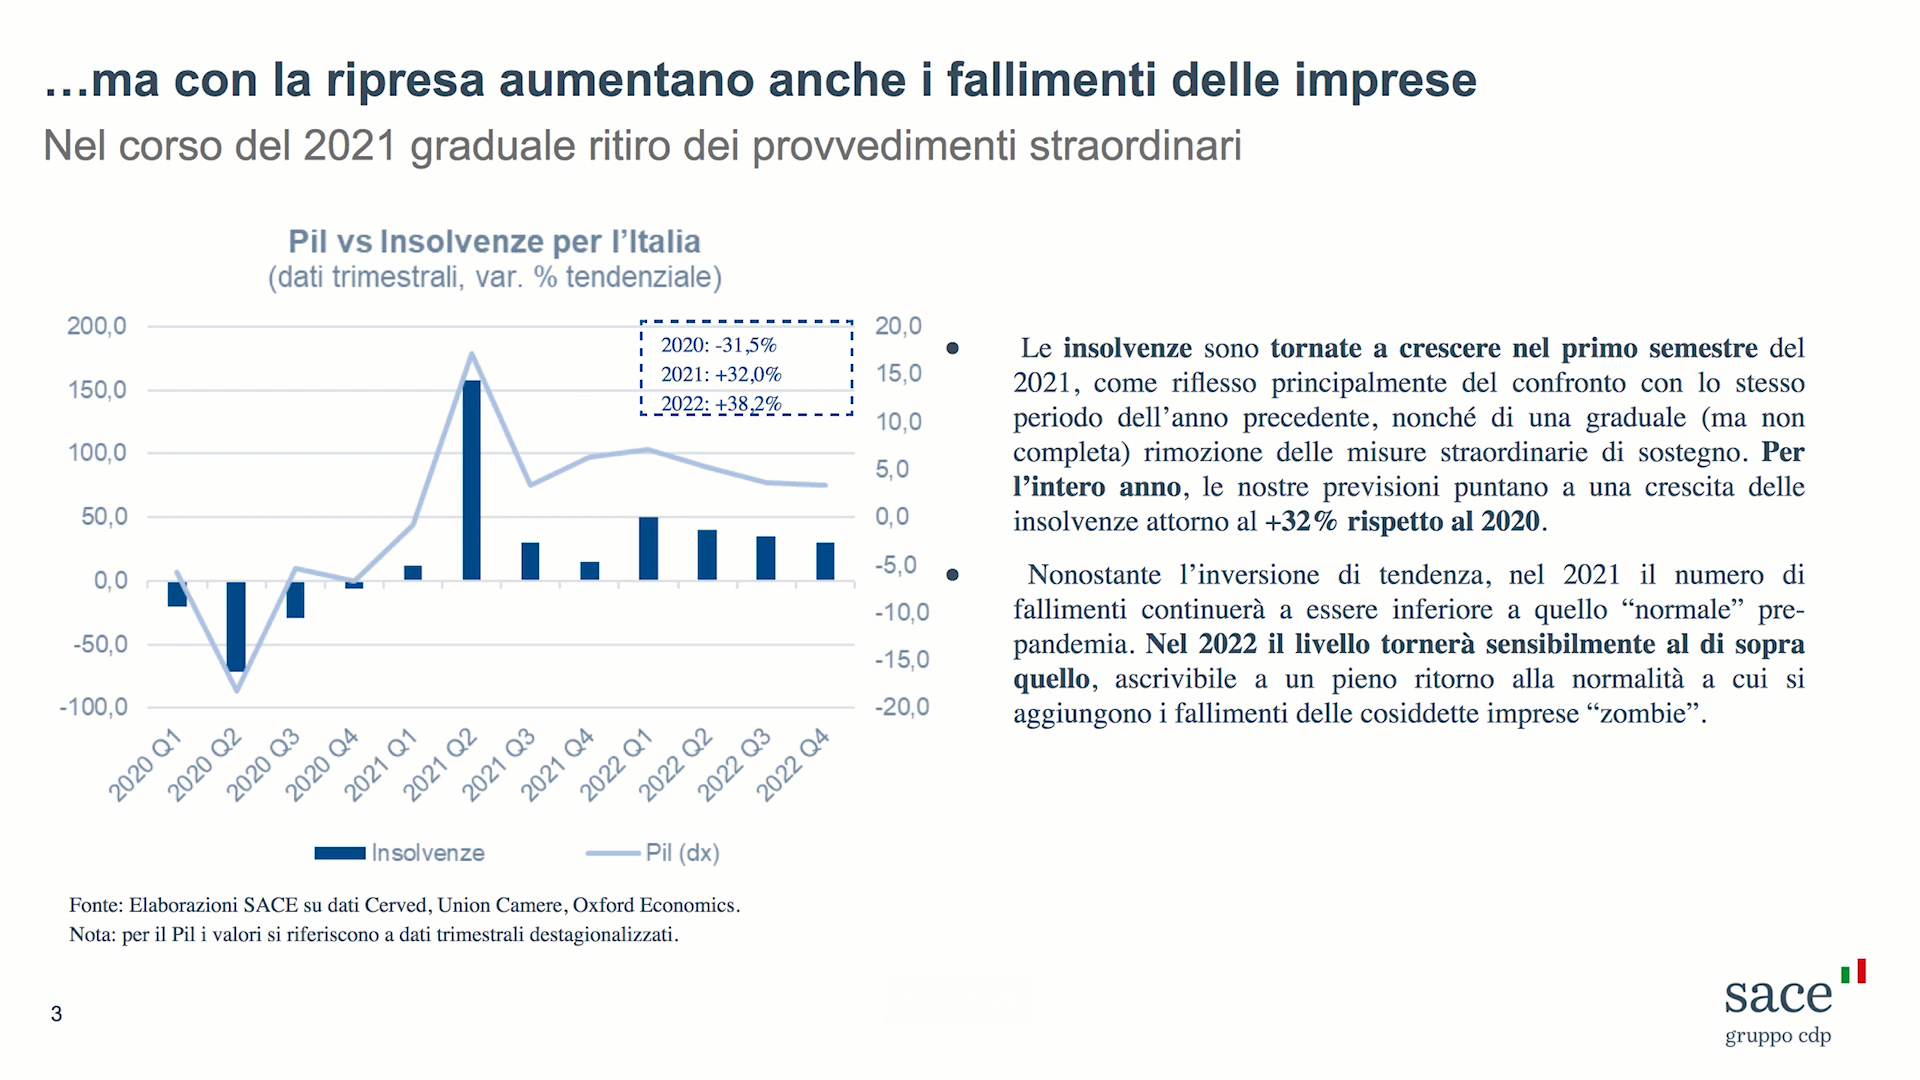 …ma con la ripresa aumentano anche i fallimenti delle imprese
Nel corso del 2021 graduale ritiro dei provvedimenti straordinari
Pil vs Insolvenze per l’Italia
(dati trimestrali, var. % tendenziale)
200,0
150,0
100,0
50,0
0,0
-50,0
-100,0
2020: -31,5%
2021: +32,0%
2022: +38,2%
20,0
15,0
10,0
5,0
0,0
-5,0
-10,0
-15,0
-20,0
2020 Q1
2020 Q2
2020 Q3
2020 Q4
2021 Q1
2021 Q2
2021 Q3
2021 Q4
2022 Q1
2022 Q2
2022 Q3
2022 Q4
Insolvenze
Pil (dx)
Fonte: Elaborazioni SACE su dati Cerved, Union Camere, Oxford Economics.
Nota: per il Pil i valori si riferiscono a dati trimestrali destagionalizzati.
• Le insolvenze sono tornate a crescere nel primo semestre del
2021, come riflesso principalmente del confronto con lo stesso
periodo dell’anno precedente, nonché di una graduale (ma non
completa) rimozione delle misure straordinarie di sostegno. Per
l’intero anno, le nostre previsioni puntano a una crescita delle
insolvenze attorno al +32% rispetto al 2020.
• Nonostante l’inversione di tendenza, nel 2021 il numero di
fallimenti continuerà a essere inferiore a quello “normale” pre-
pandemia. Nel 2022 il livello tornerà sensibilmente al di sopra
quello, ascrivibile a un pieno ritorno alla normalità a cui si
aggiungono i fallimenti delle cosiddette imprese “zombie”.
3
sace
gruppo cdp